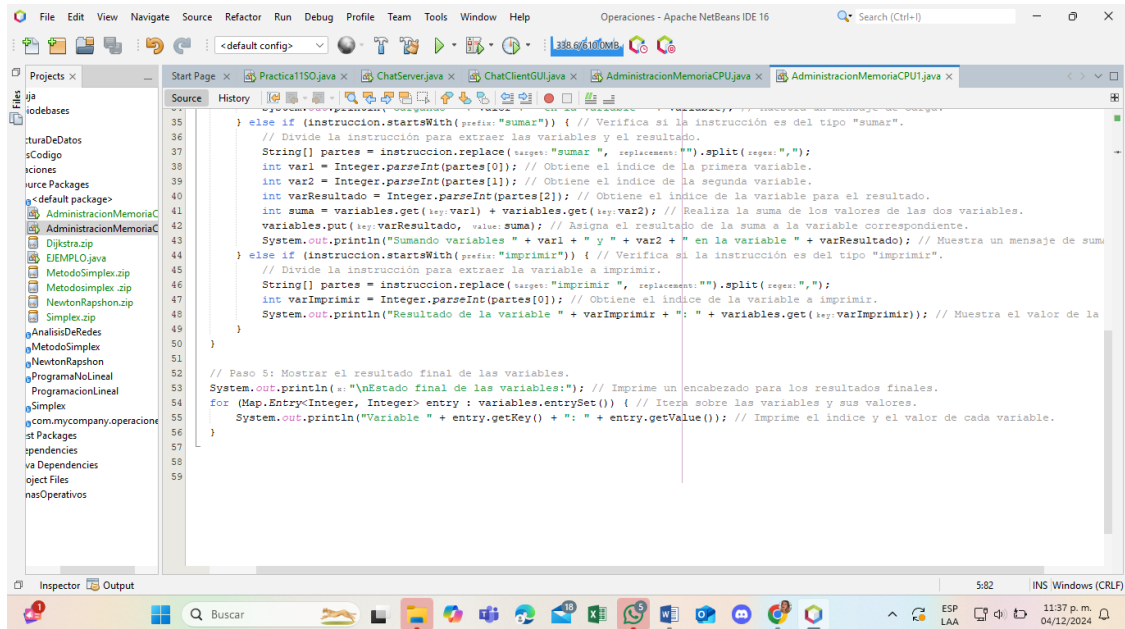 File Edit View Navigate Source Refactor Run Debug Profile Team Tools Window Help Operaciones - Apache NetBeans IDE 16 Search (Ctrl+I)
<default config> 338.6/610.0MB
Projects Start Page Practica11SO.java ChatServer.java ChatClientGUI.java AdministracionMemoriaCPU.java AdministracionMemoriaCPU1.java
Files
Source History
aja
iodebases
cturaDeDatos
sCodigo
aciones
urce Packages
<default package>
AdministracionMemoriaC
AdministracionMemoriaC
Dijkstra.zip
EJEMPLO.java
MetodoSimplex.zip
Metodosimplex .zip
NewtonRapshon.zip
Simplex.zip
AnalisisDeRedes
MetodoSimplex
NewtonRapshon
ProgramaNoLineal
ProgramacionLineal
Simplex
com.mycompany.operacione
st Packages
ependencies
va Dependencies
oject Files
nasOperativos
35 } else if (instruccion.startsWith( prefix: "sumar")) { // Verifica si la instrucción es del tipo "sumar".
36 // Divide la instrucción para extraer las variables y el resultado.
37 String[] partes = instruccion.replace( target: "sumar ", replacement: "").split( regex: ",");
38 int var1 = Integer.parseInt(partes[0]); // Obtiene el índice de la primera variable.
39 int var2 = Integer.parseInt(partes[1]); // Obtiene el índice de la segunda variable.
40 int varResultado = Integer.parseInt(partes[2]); // Obtiene el índice de la variable para el resultado.
41 int suma = variables.get( key: var1) + variables.get( key: var2); // Realiza la suma de los valores de las dos variables.
42 variables.put( key: varResultado, value: suma); // Asigna el resultado de la suma a la variable correspondiente.
43 System.out.println("Sumando variables " + var1 + " y " + var2 + " en la variable " + varResultado); // Muestra un mensaje de suma
44 } else if (instruccion.startsWith( prefix: "imprimir")) { // Verifica si la instrucción es del tipo "imprimir".
45 // Divide la instrucción para extraer la variable a imprimir.
46 String[] partes = instruccion.replace( target: "imprimir ", replacement: "").split( regex: ",");
47 int varImprimir = Integer.parseInt(partes[0]); // Obtiene el índice de la variable a imprimir.
48 System.out.println("Resultado de la variable " + varImprimir + ": " + variables.get( key: varImprimir)); // Muestra el valor de la
49 }
50 }
51
52 // Paso 5: Mostrar el resultado final de las variables.
53 System.out.println( x: "\nEstado final de las variables:"); // Imprime un encabezado para los resultados finales.
54 for (Map.Entry<Integer, Integer> entry : variables.entrySet()) { // Itera sobre las variables y sus valores.
55 System.out.println("Variable " + entry.getKey() + ": " + entry.getValue()); // Imprime el índice y el valor de cada variable.
56 }
57
58
59
Inspector Output 5:82 INS Windows (CRLF)
Buscar 18 5 ESP LAA 11:37 p. m. 04/12/2024